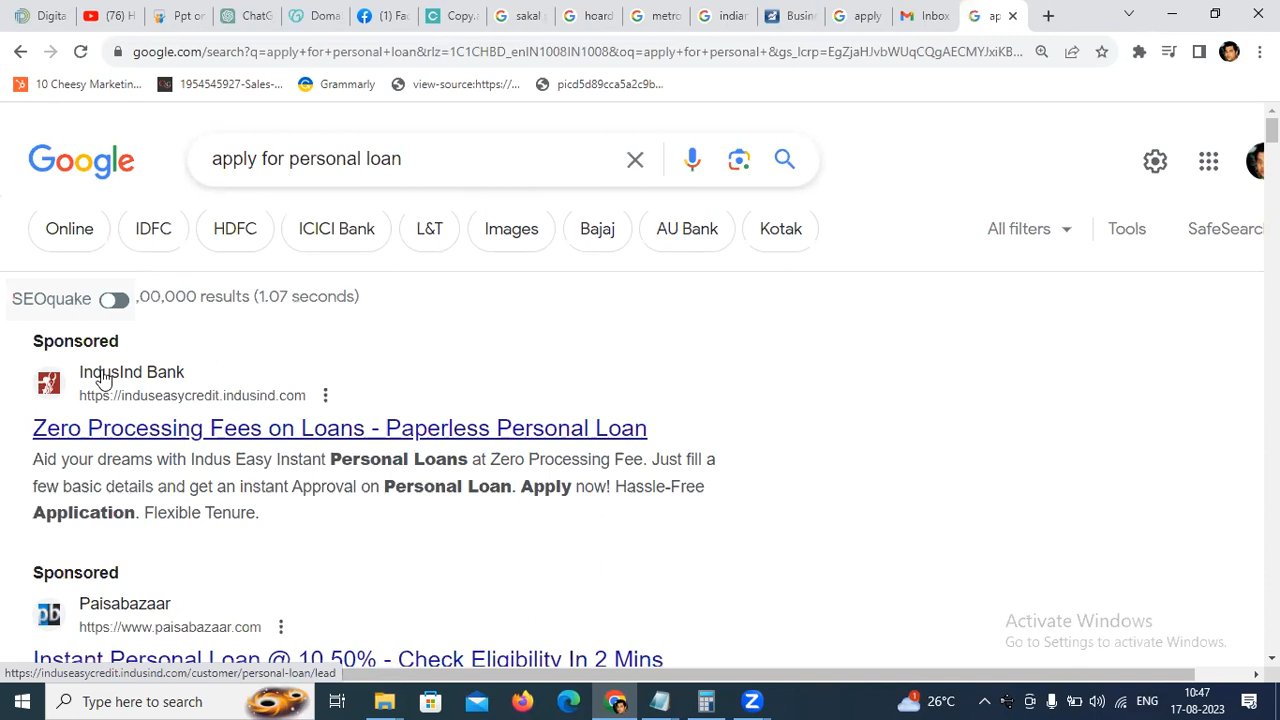 Digita
(76) H
Ppt or
ChatG
Doma
(1) Fac
Copy.a
sakal
hoard
metro
indian
Busin
apply
Inbox
ap
google.com/search?q=apply+for+personal+loan&rlz=1C1CHBD_enIN1008IN1008&oq=apply+for+personal+&gs_lcrp=EgZjaHJvbWUqCQgAECMYJxiKB...
10 Cheesy Marketin...
1954545927-Sales-...
Grammarly
view-source:https://...
picd5d89cca5a2c9b...
Google
apply for personal loan
Online
IDFC
HDFC
ICICI Bank
L&T
Images
Bajaj
AU Bank
Kotak
All filters
Tools
SafeSearc
SEOquake
,00,000 results (1.07 seconds)
Sponsored
IndusInd Bank
https://induseasycredit.indusind.com
Zero Processing Fees on Loans - Paperless Personal Loan
Aid your dreams with Indus Easy Instant Personal Loans at Zero Processing Fee. Just fill a
few basic details and get an instant Approval on Personal Loan. Apply now! Hassle-Free
Application. Flexible Tenure.
Sponsored
Paisabazaar
pb
https://www.paisabazaar.com
Instant Personal Loan @ 10.50% - Check Eligibility In 2 Mins
Activate Windows
Go to Settings to activate Windows.
https://induseasycredit.indusind.com/customer/personal-loan/lead
Type here to search
26°C
ENG
10:47
17-08-2023